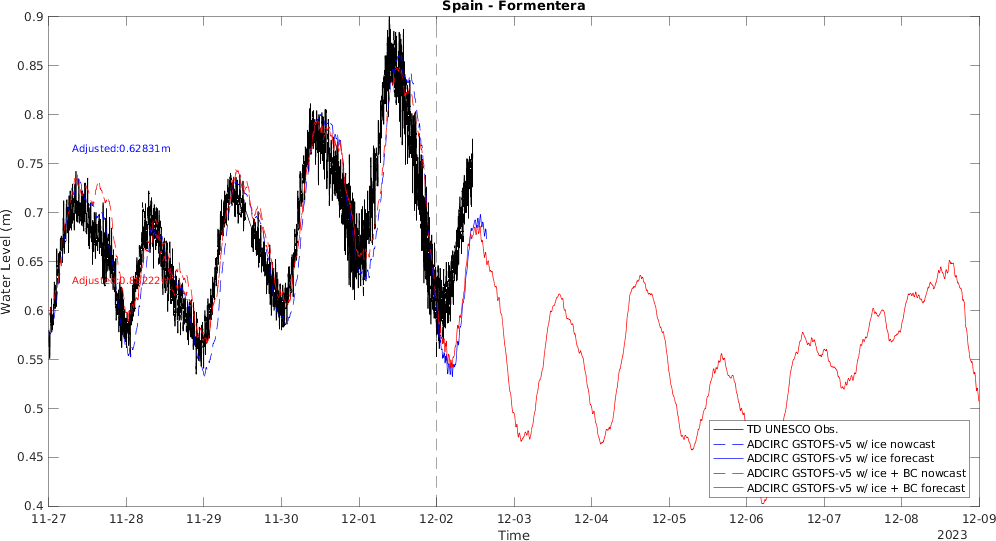 Spain - Formentera
0.9
0.85
0.8
0.75
0.7
0.65
0.6
0.55
0.5
0.45
0.4
Water Level (m)
Adjusted:0.62831m
TD UNESCO Obs.
ADCIRC GSTOFS-v5 w/ ice nowcast
ADCIRC GSTOFS-v5 w/ ice forecast
ADCIRC GSTOFS-v5 w/ ice + BC nowcast
ADCIRC GSTOFS-v5 w/ ice + BC forecast
11-27 11-28 11-29 11-30 12-01 12-02 12-03 12-04 12-05 12-06 12-07 12-08 12-09
Time
2023